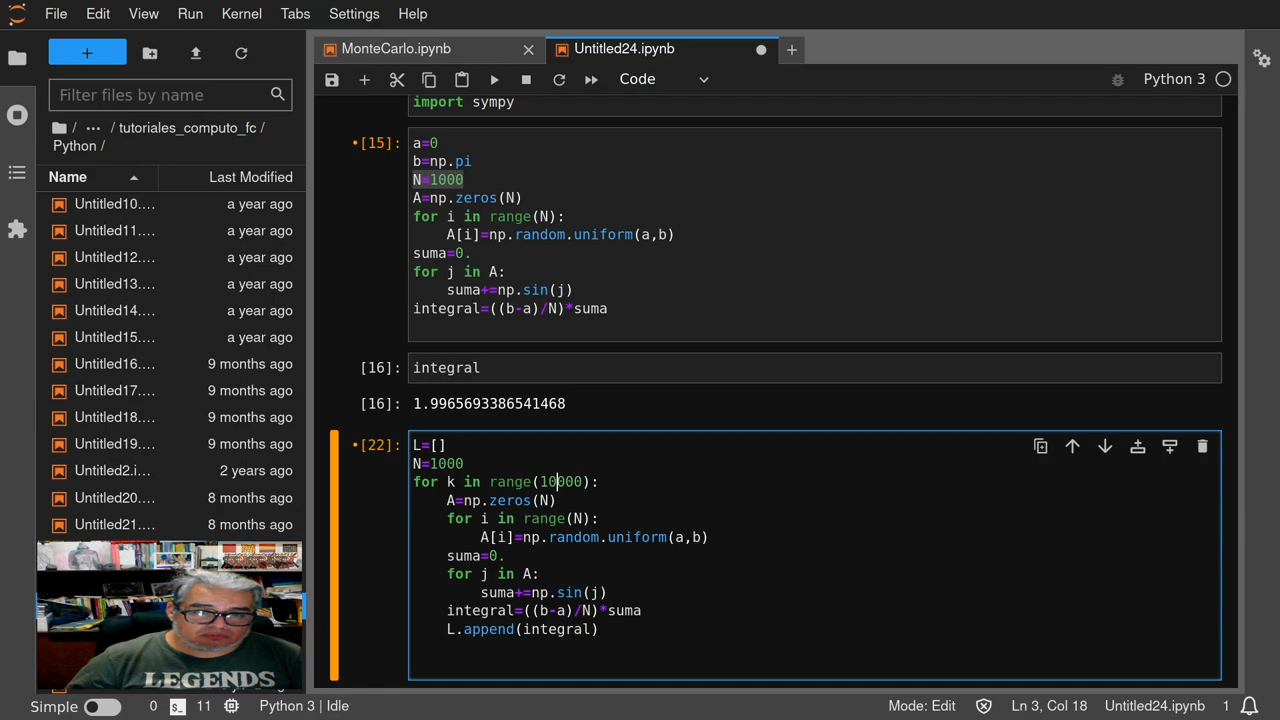 File Edit View Run Kernel Tabs Settings Help
MonteCarlo.ipynb
Untitled24.ipynb
Code
Python 3
Filter files by name
/ ... / tutoriales_computo_fc /
Python /
Name Last Modified
Untitled10.... a year ago
Untitled11.... a year ago
Untitled12.... a year ago
Untitled13.... a year ago
Untitled14.... a year ago
Untitled15.... a year ago
Untitled16.... 9 months ago
Untitled17.... 9 months ago
Untitled18.... 9 months ago
Untitled19.... 9 months ago
Untitled2.i... 2 years ago
Untitled20.... 8 months ago
Untitled21.... 8 months ago
LEGENDS
import sympy
[15]:
a=0
b=np.pi
N=1000
A=np.zeros(N)
for i in range(N):
A[i]=np.random.uniform(a,b)
suma=0.
for j in A:
suma+=np.sin(j)
integral=((b-a)/N)*suma
[16]: integral
[16]: 1.9965693386541468
[22]:
L=[]
N=1000
for k in range(10000):
A=np.zeros(N)
for i in range(N):
A[i]=np.random.uniform(a,b)
suma=0.
for j in A:
suma+=np.sin(j)
integral=((b-a)/N)*suma
L.append(integral)
Simple 0 11 Python 3 | Idle Mode: Edit Ln 3, Col 18 Untitled24.ipynb 1